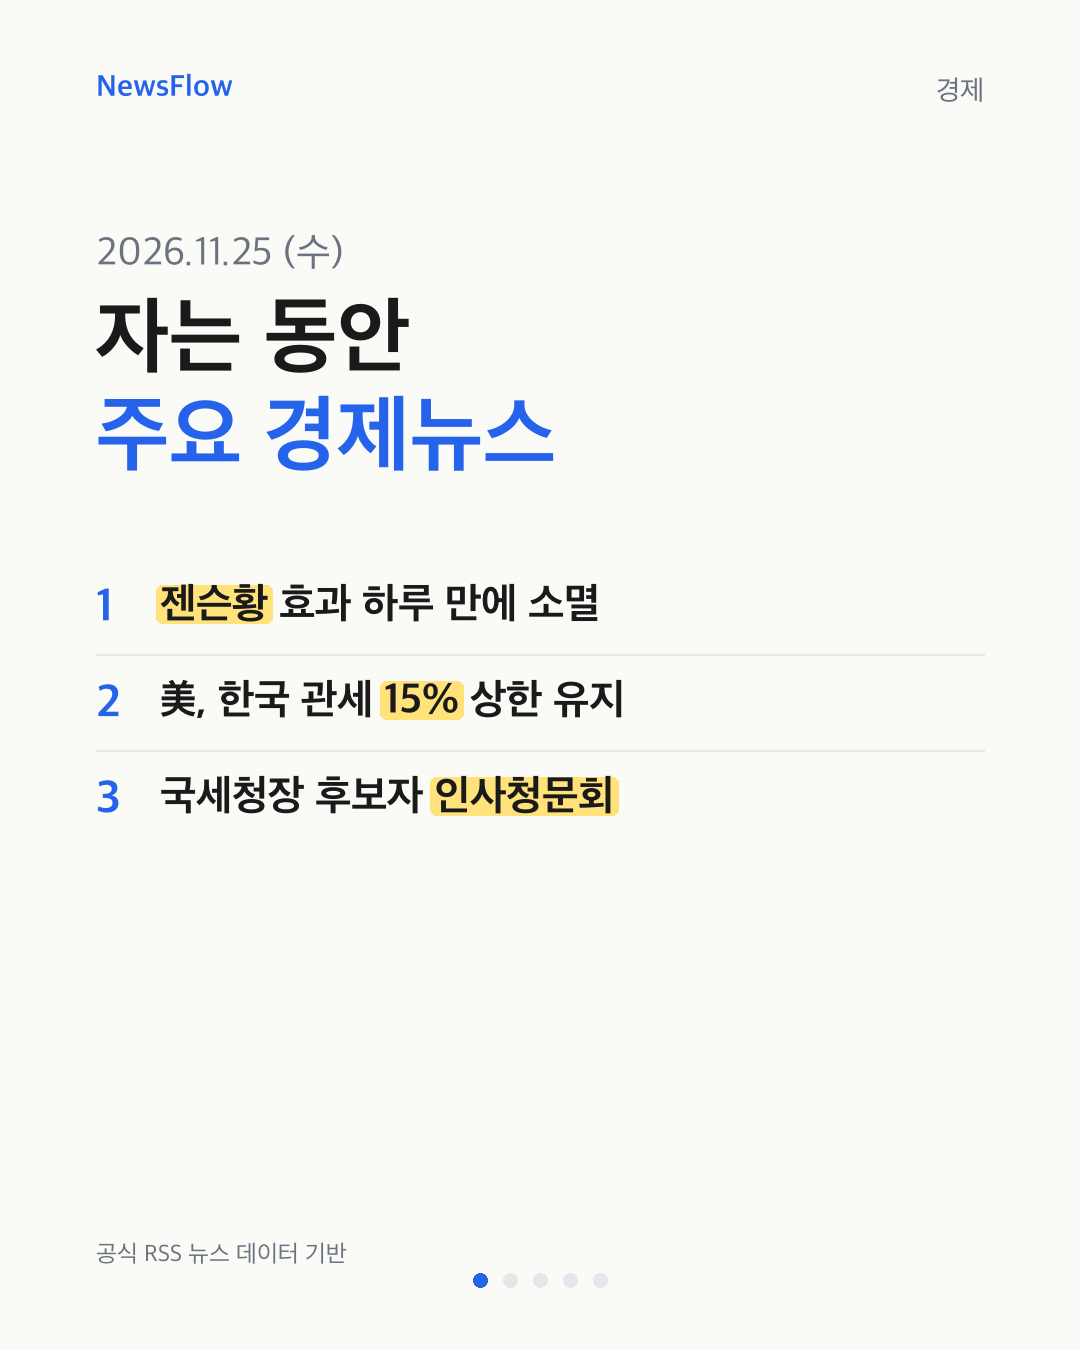 NewsFlow
경제
2026.11.25 (수)
자는 동안
주요 경제뉴스
1 젠슨황 효과 하루 만에 소멸
2 美, 한국 관세 15% 상한 유지
3 국세청장 후보자 인사청문회
공식 RSS 뉴스 데이터 기반